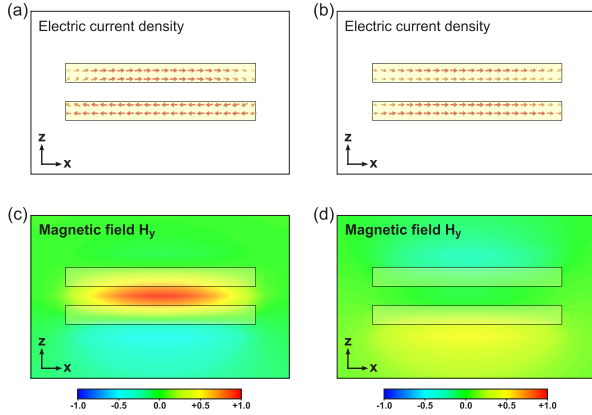 (a)
Electric current density
z
x
(b)
Electric current density
z
x
(c)
Magnetic field Hy
z
x
-1.0 -0.5 0.0 +0.5 +1.0
(d)
Magnetic field Hy
z
x
-1.0 -0.5 0.0 +0.5 +1.0